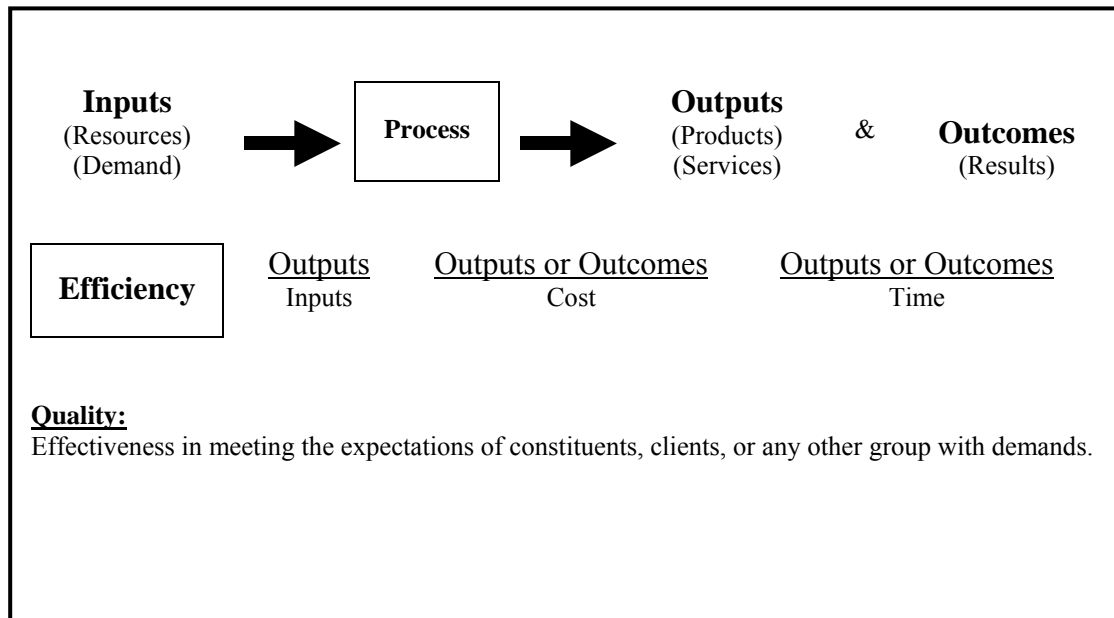 Inputs
(Resources)
(Demand)
Process
Outputs
(Products)
(Services)
&
Outcomes
(Results)
Efficiency
Outputs
Inputs
Outputs or Outcomes
Cost
Outputs or Outcomes
Time
Quality:
Effectiveness in meeting the expectations of constituents, clients, or any other group with demands.